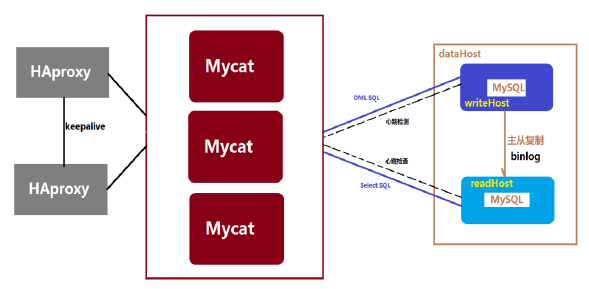 HAproxy
keepalive
HAproxy
Mycat
Mycat
Mycat
DML SQL
心跳检测
心跳检查
Select SQL
dataHost
MySQL
writeHost
主从复制
binlog
readHost
MySQL